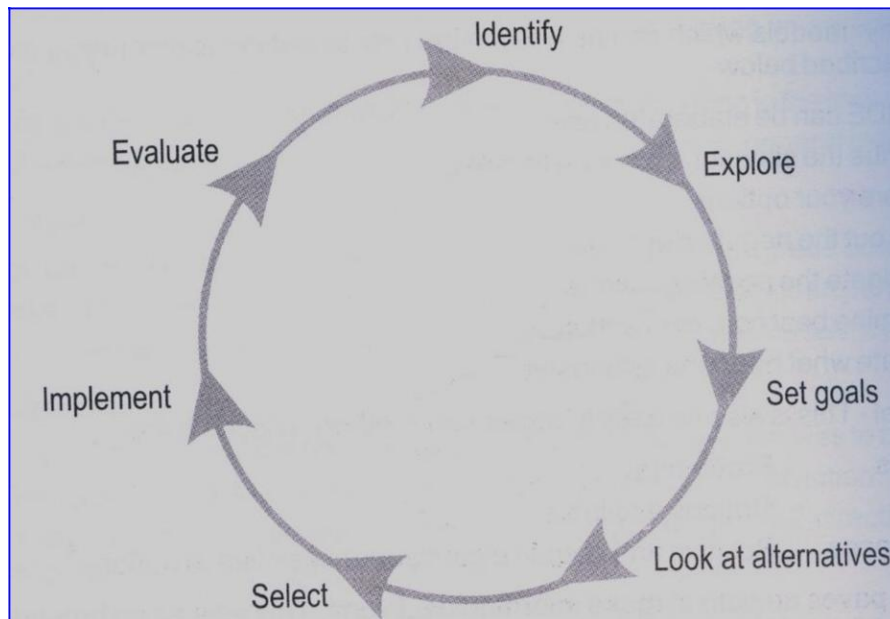 Identify
Explore
Set goals
Look at alternatives
Select
Implement
Evaluate